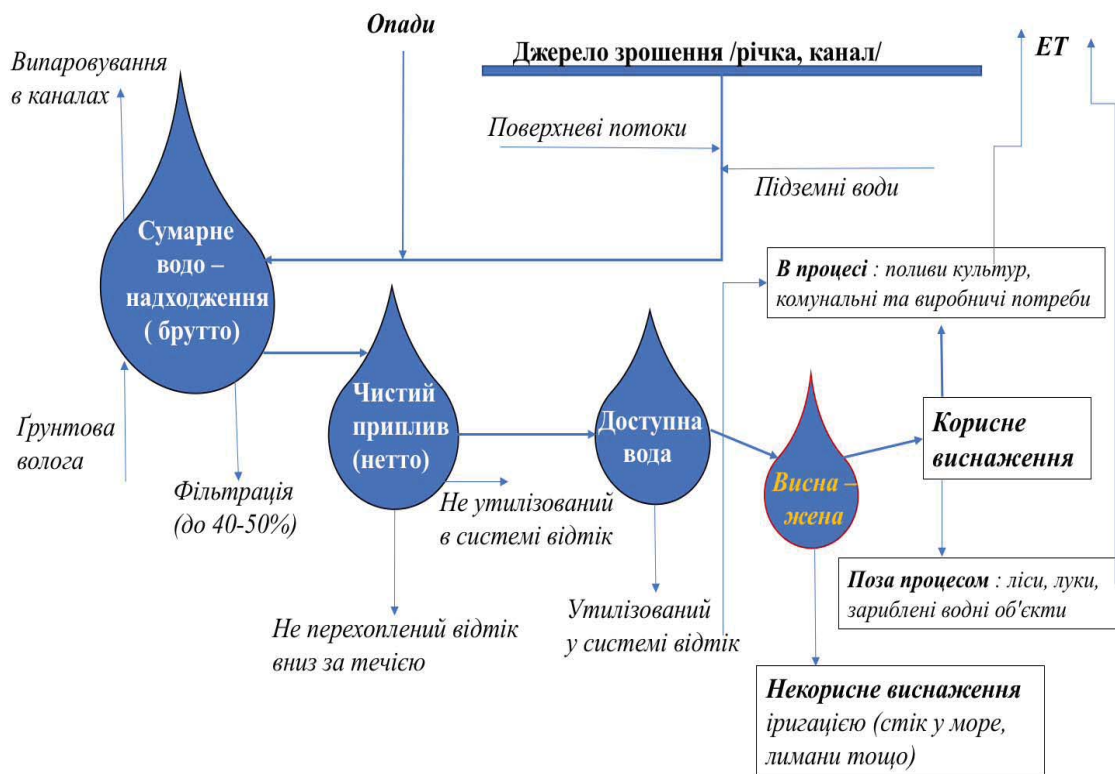 Опади
Джерело зрошення /річка, канал/
ЕТ
Випаровування
в каналах
Поверхневі потоки
Підземні води
Сумарне
водо –
надходження
( брутто)
В процесі : поливи культур,
комунальні та виробничі потреби
Чистий
приплив
(нетто)
Доступна
вода
Корисне
виснаження
Висна –
жена
Ґрунтова
волога
Фільтрація
(до 40-50%)
Не утилізований
в системі відтік
Поза процесом : ліси, луки,
зариблені водні об'єкти
Не перехоплений відтік
вниз за течією
Утилізований
у системі відтік
Некорисне виснаження
іригацією (стік у море,
лимани тощо)